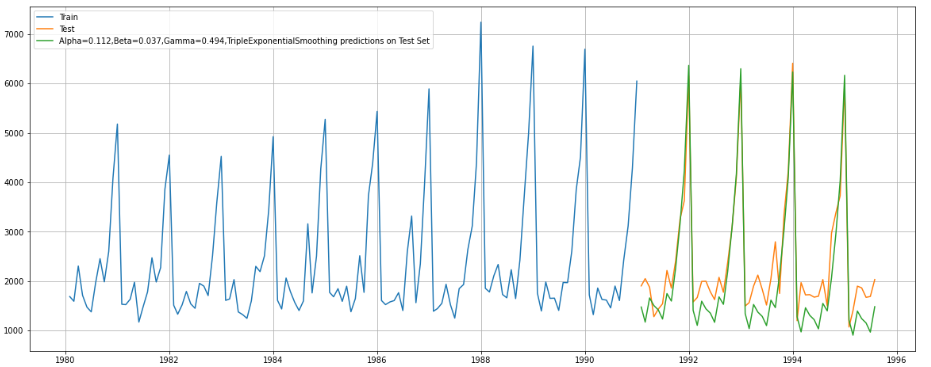 Train
Test
Alpha=0.112,Beta=0.037,Gamma=0.494,TripleExponentialSmoothing predictions on Test Set
7000
6000
5000
4000
3000
2000
1000
1980 1982 1984 1986 1988 1990 1992 1994 1996